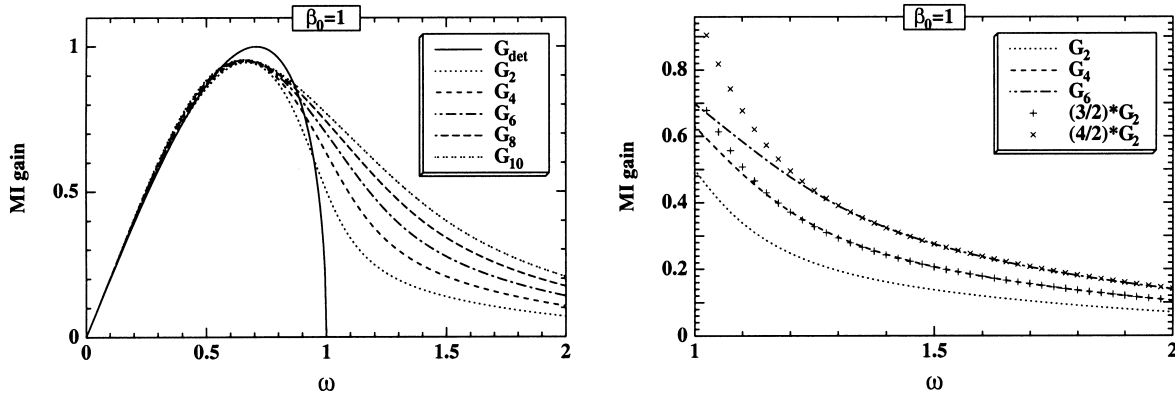 β₀=1
G_det
G₂
G₄
G₆
G₈
G₁₀
MI gain
1
0.5
0
0
0.5
1
1.5
2
ω
β₀=1
G₂
G₄
G₆
(3/2)*G₂
(4/2)*G₂
MI gain
0.8
0.6
0.4
0.2
0
1
1.5
2
ω